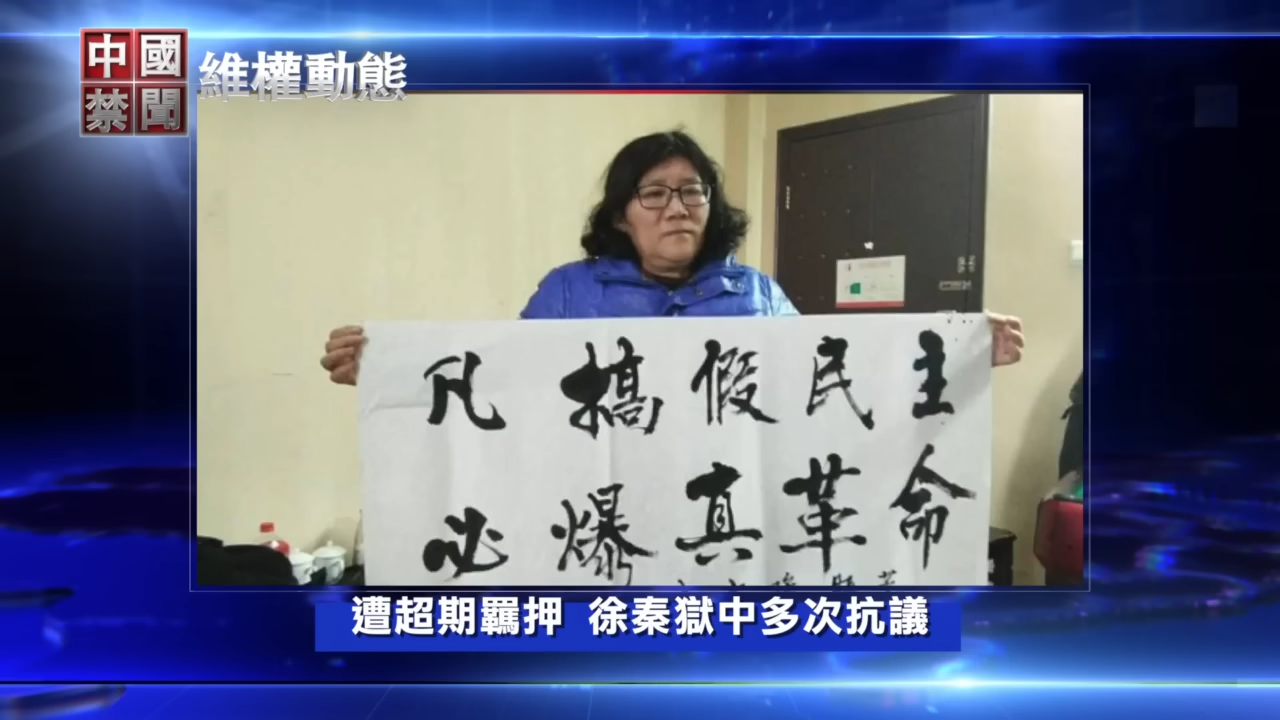 中國
禁聞
維權動態
凡搞假民主
必爆真革命
遭超期羈押 徐秦獄中多次抗議